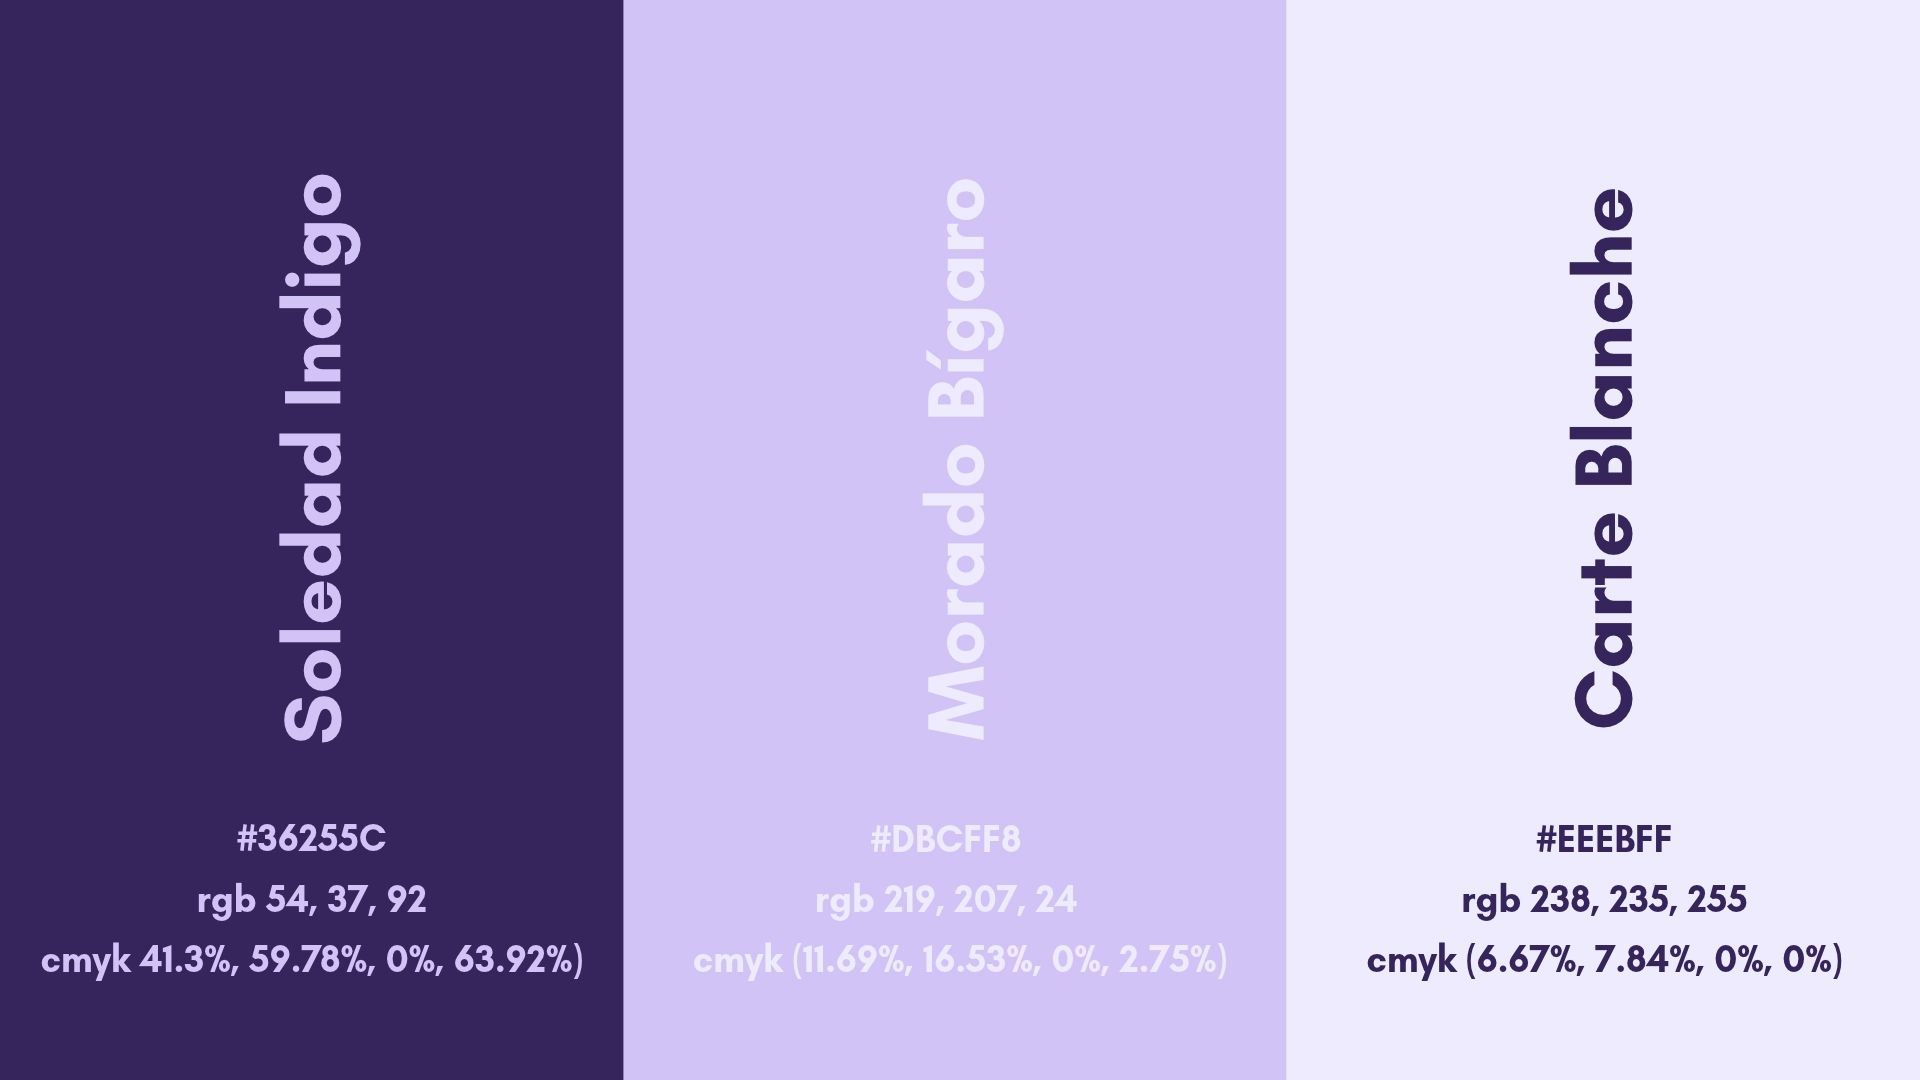 Soledad Indigo
#36255C
rgb 54, 37, 92
cmyk 41.3%, 59.78%, 0%, 63.92%)
Morado Bígaro
#DBCFF8
rgb 219, 207, 24
cmyk (11.69%, 16.53%, 0%, 2.75%)
Carte Blanche
#EEEBFF
rgb 238, 235, 255
cmyk (6.67%, 7.84%, 0%, 0%)